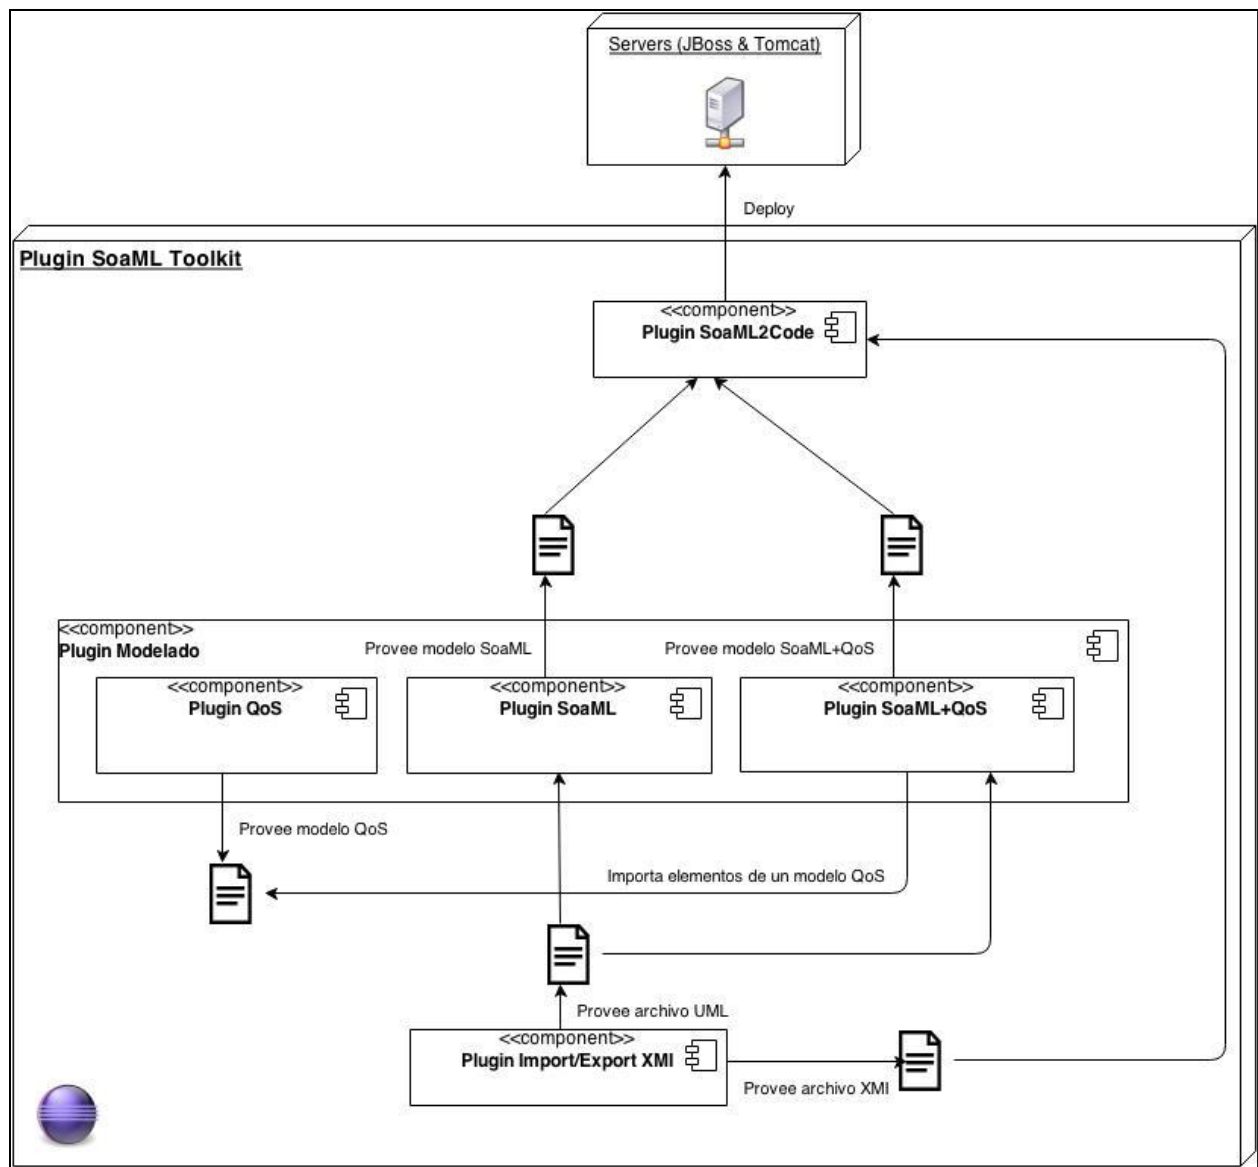 Servers (JBoss & Tomcat)
Deploy
Plugin SoaML Toolkit
<<component>>
Plugin SoaML2Code
<<component>>
Plugin Modelado
Provee modelo SoaML
Provee modelo SoaML+QoS
<<component>>
Plugin QoS
<<component>>
Plugin SoaML
<<component>>
Plugin SoaML+QoS
Provee modelo QoS
Importa elementos de un modelo QoS
Provee archivo UML
<<component>>
Plugin Import/Export XMI
Provee archivo XMI